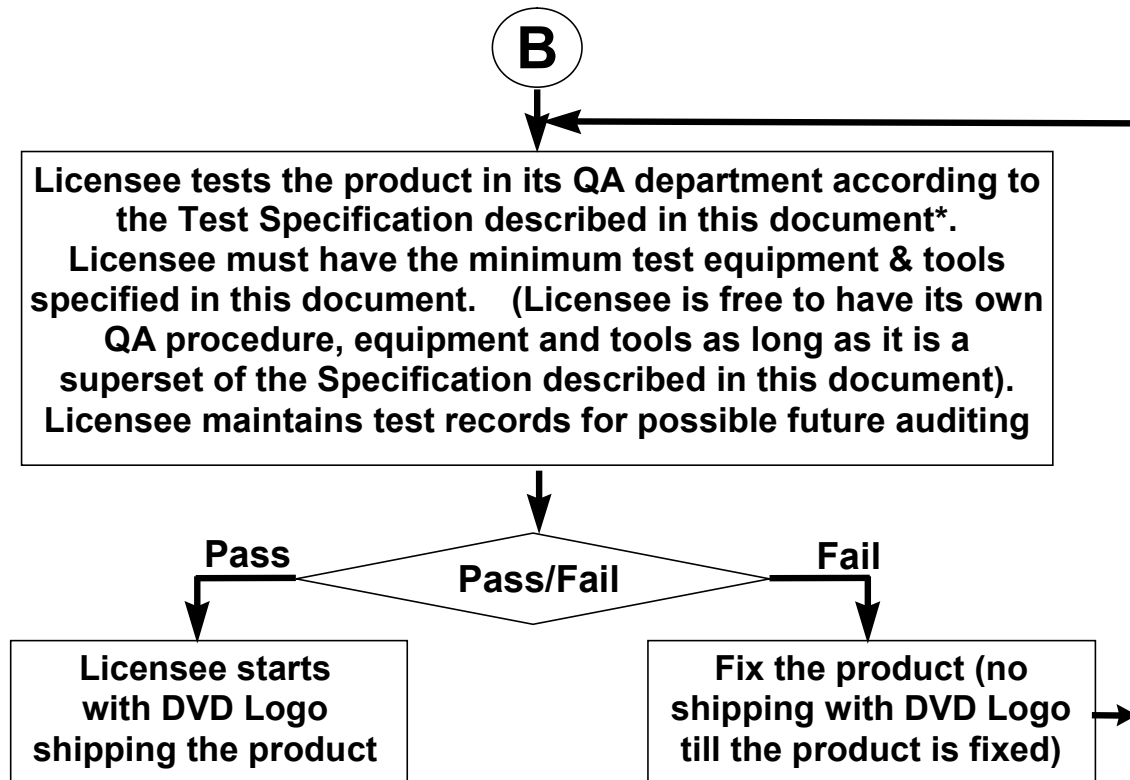 B
Licensee tests the product in its QA department according to
the Test Specification described in this document*.
Licensee must have the minimum test equipment & tools
specified in this document. (Licensee is free to have its own
QA procedure, equipment and tools as long as it is a
superset of the Specification described in this document).
Licensee maintains test records for possible future auditing
Pass
Fail
Pass/Fail
Licensee starts
with DVD Logo
shipping the product
Fix the product (no
shipping with DVD Logo
till the product is fixed)